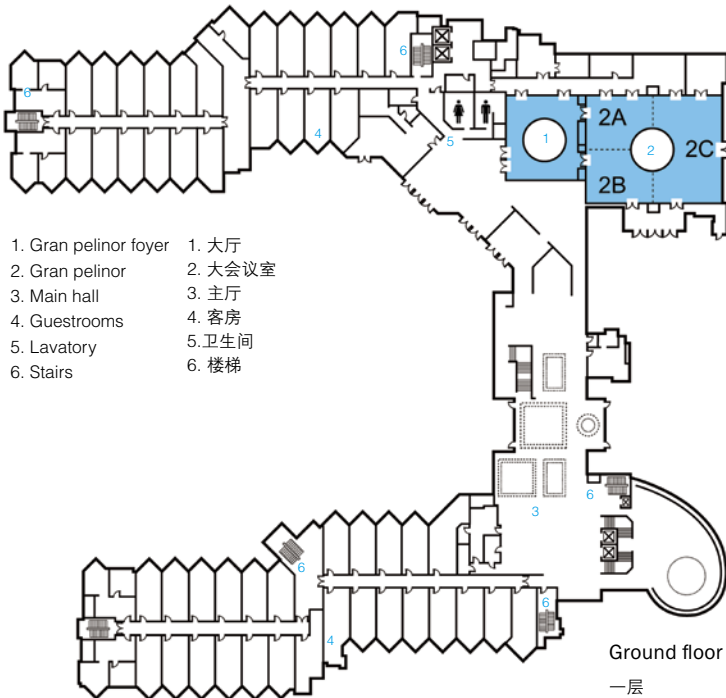 6
6
4
5
1
2A
2
2C
2B
1. Gran pelinor foyer
2. Gran pelinor
3. Main hall
4. Guestrooms
5. Lavatory
6. Stairs
1. 大厅
2. 大会议室
3. 主厅
4. 客房
5.卫生间
6. 楼梯
6
3
6
6
4
Ground floor
一层